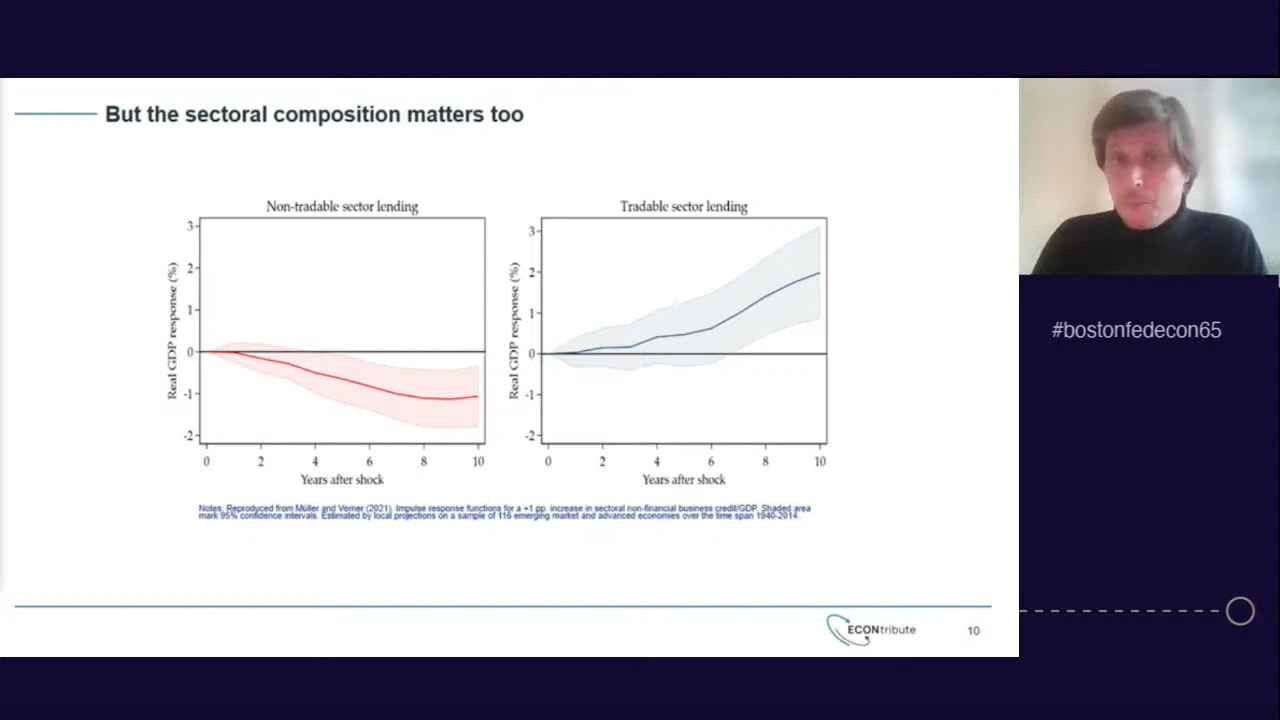 But the sectoral composition matters too
Non-tradable sector lending
Real GDP response (%)
3
2
1
0
-1
-2
0 2 4 6 8 10
Years after shock
Tradable sector lending
Real GDP response (%)
3
2
1
0
-1
-2
0 2 4 6 8 10
Years after shock
Notes: Reproduced from Müller and Verner (2021). Impulse response functions for a +1 pp. increase in sectoral non-financial business credit/GDP. Shaded area
mark 95% confidence intervals. Estimated by local projections on a sample of 116 emerging market and advanced economies over the time span 1940-2014.
ECONtribute
10
#bostonfedecon65